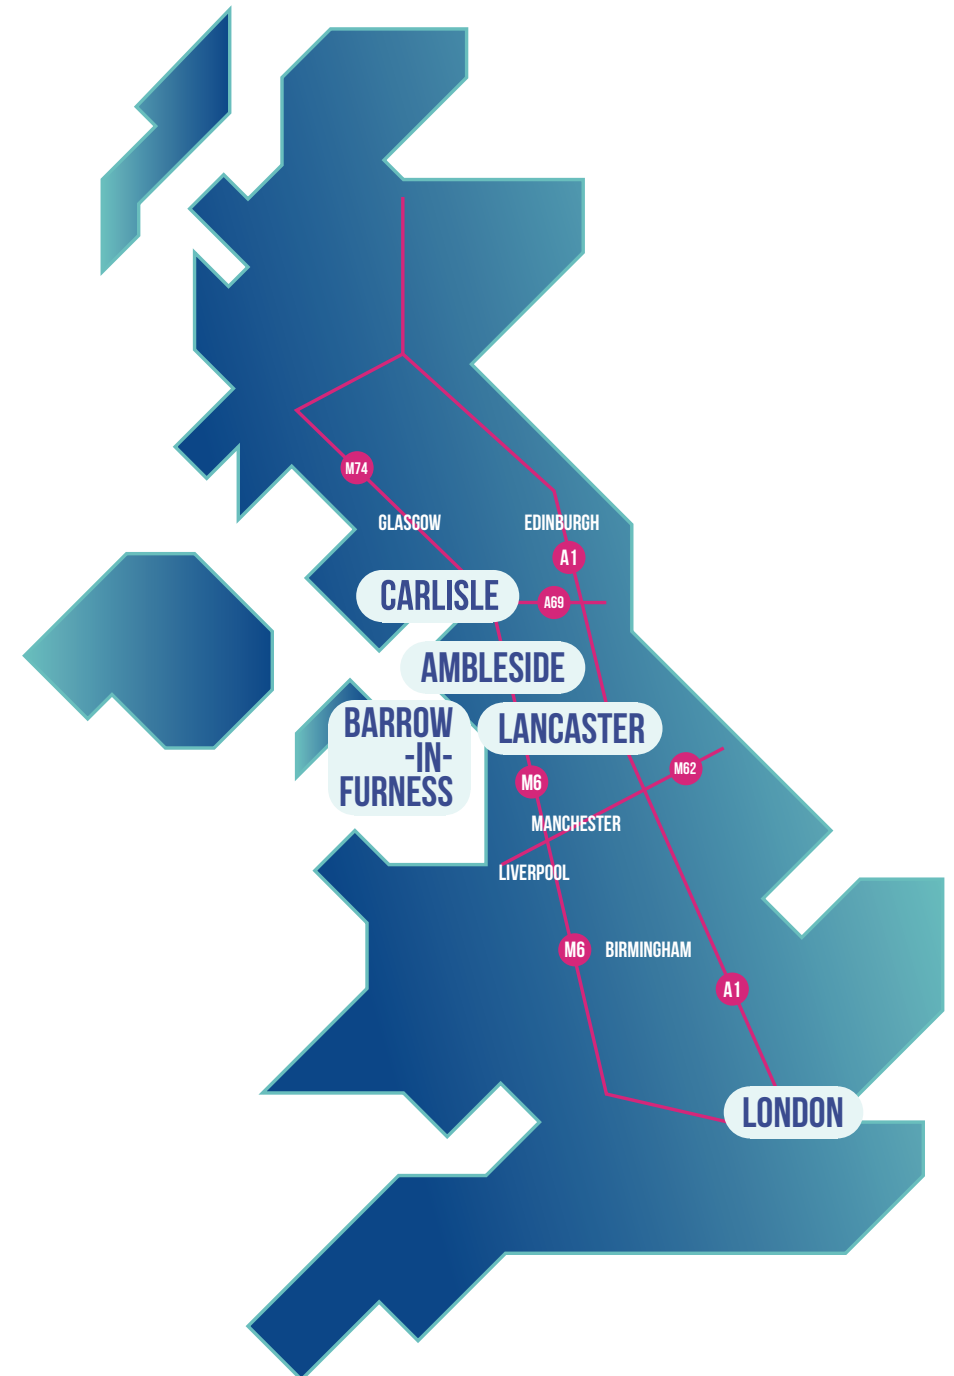 M74
GLASGOW
EDINBURGH
A1
CARLISLE
A69
AMBLESIDE
BARROW
-IN-
FURNESS
LANCASTER
M62
M6
MANCHESTER
LIVERPOOL
M6
BIRMINGHAM
A1
LONDON